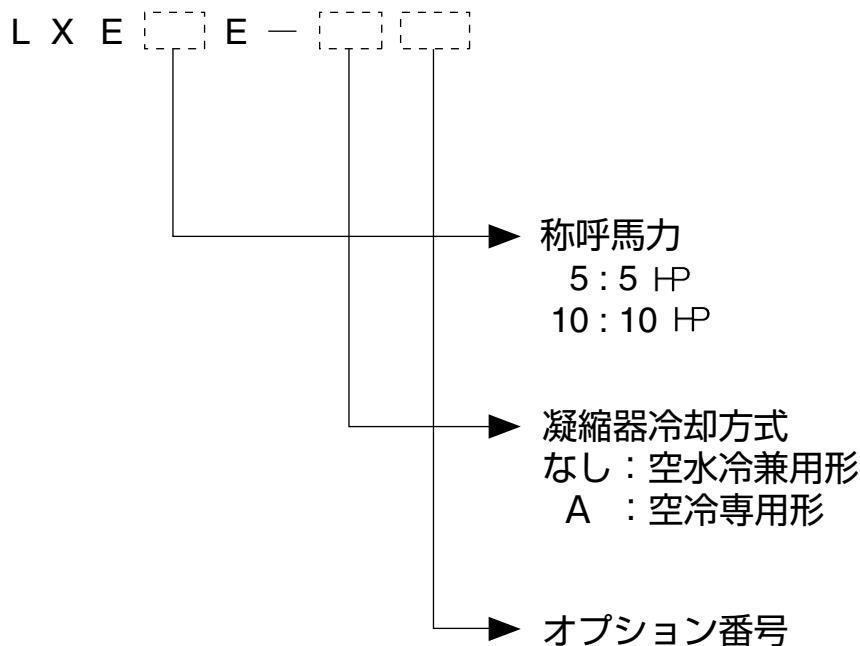 LXE E－
称呼馬力
5：5 HP
10：10 HP
凝縮器冷却方式
なし：空水冷兼用形
A ：空冷専用形
オプション番号